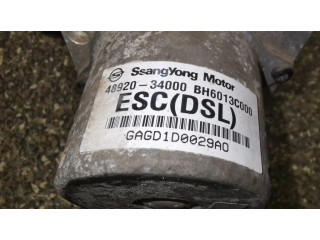 SsangYong Motor
48920-34000 BH6013C000
ESC(DSL)
GAGD1D0029A0